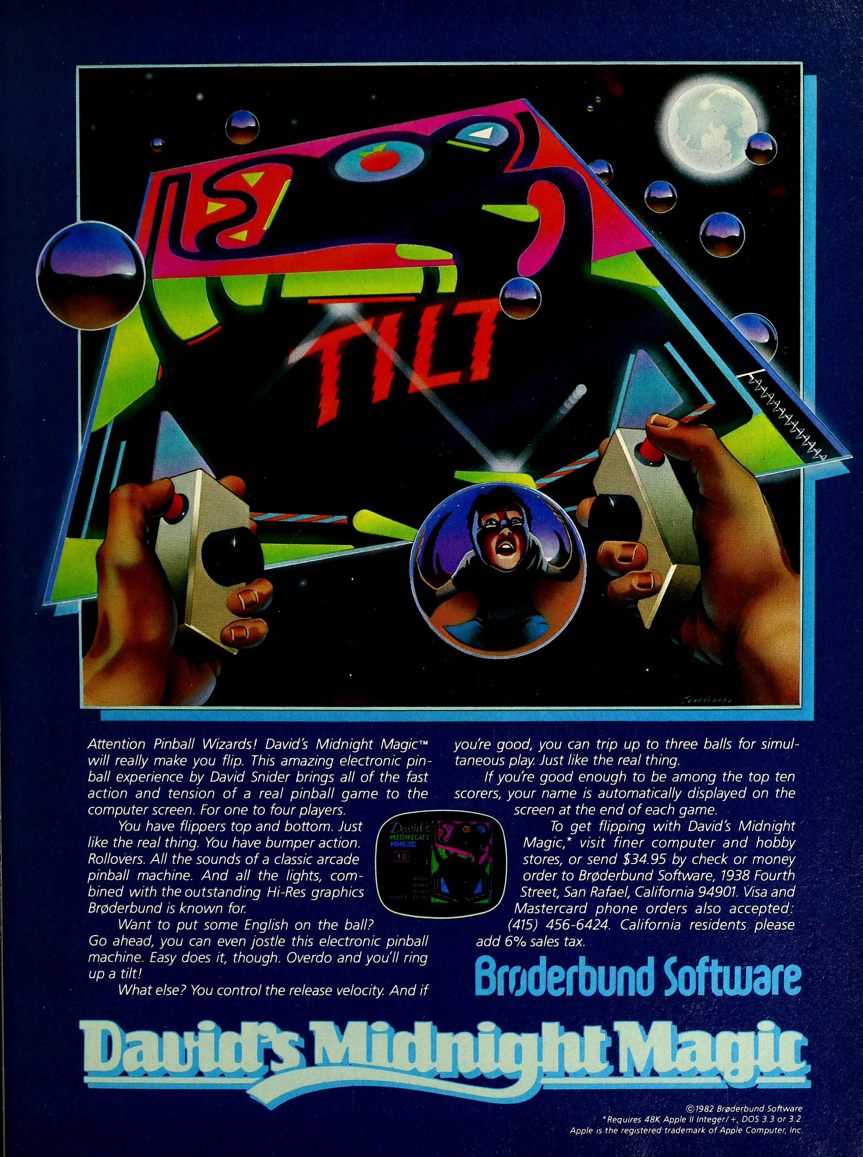 TILT
Attention Pinball Wizards! David's Midnight Magic™
will really make you flip. This amazing electronic pin-
ball experience by David Snider brings all of the fast
action and tension of a real pinball game to the
computer screen. For one to four players.
You have flippers top and bottom. Just
like the real thing. You have bumper action.
Rollovers. All the sounds of a classic arcade
pinball machine. And all the lights, com-
bined with the outstanding Hi-Res graphics
Brøderbund is known for.
Want to put some English on the ball?
Go ahead, you can even jostle this electronic pinball
machine. Easy does it, though. Overdo and you'll ring
up a tilt!
What else? You control the release velocity. And if
you're good, you can trip up to three balls for simul-
taneous play. Just like the real thing.
If you're good enough to be among the top ten
scorers, your name is automatically displayed on the
screen at the end of each game.
To get flipping with David's Midnight
Magic,* visit finer computer and hobby
stores, or send $34.95 by check or money
order to Brøderbund Software, 1938 Fourth
Street, San Rafael, California 94901. Visa and
Mastercard phone orders also accepted:
(415) 456-6424. California residents please
add 6% sales tax.
David's
MIDNIGHT
MAGIC
Brøderbund Software
David's Midnight Magic
©1982 Brøderbund Software
*Requires 48K Apple II Integer/+, DOS 3.3 or 3.2.
Apple is the registered trademark of Apple Computer, Inc.